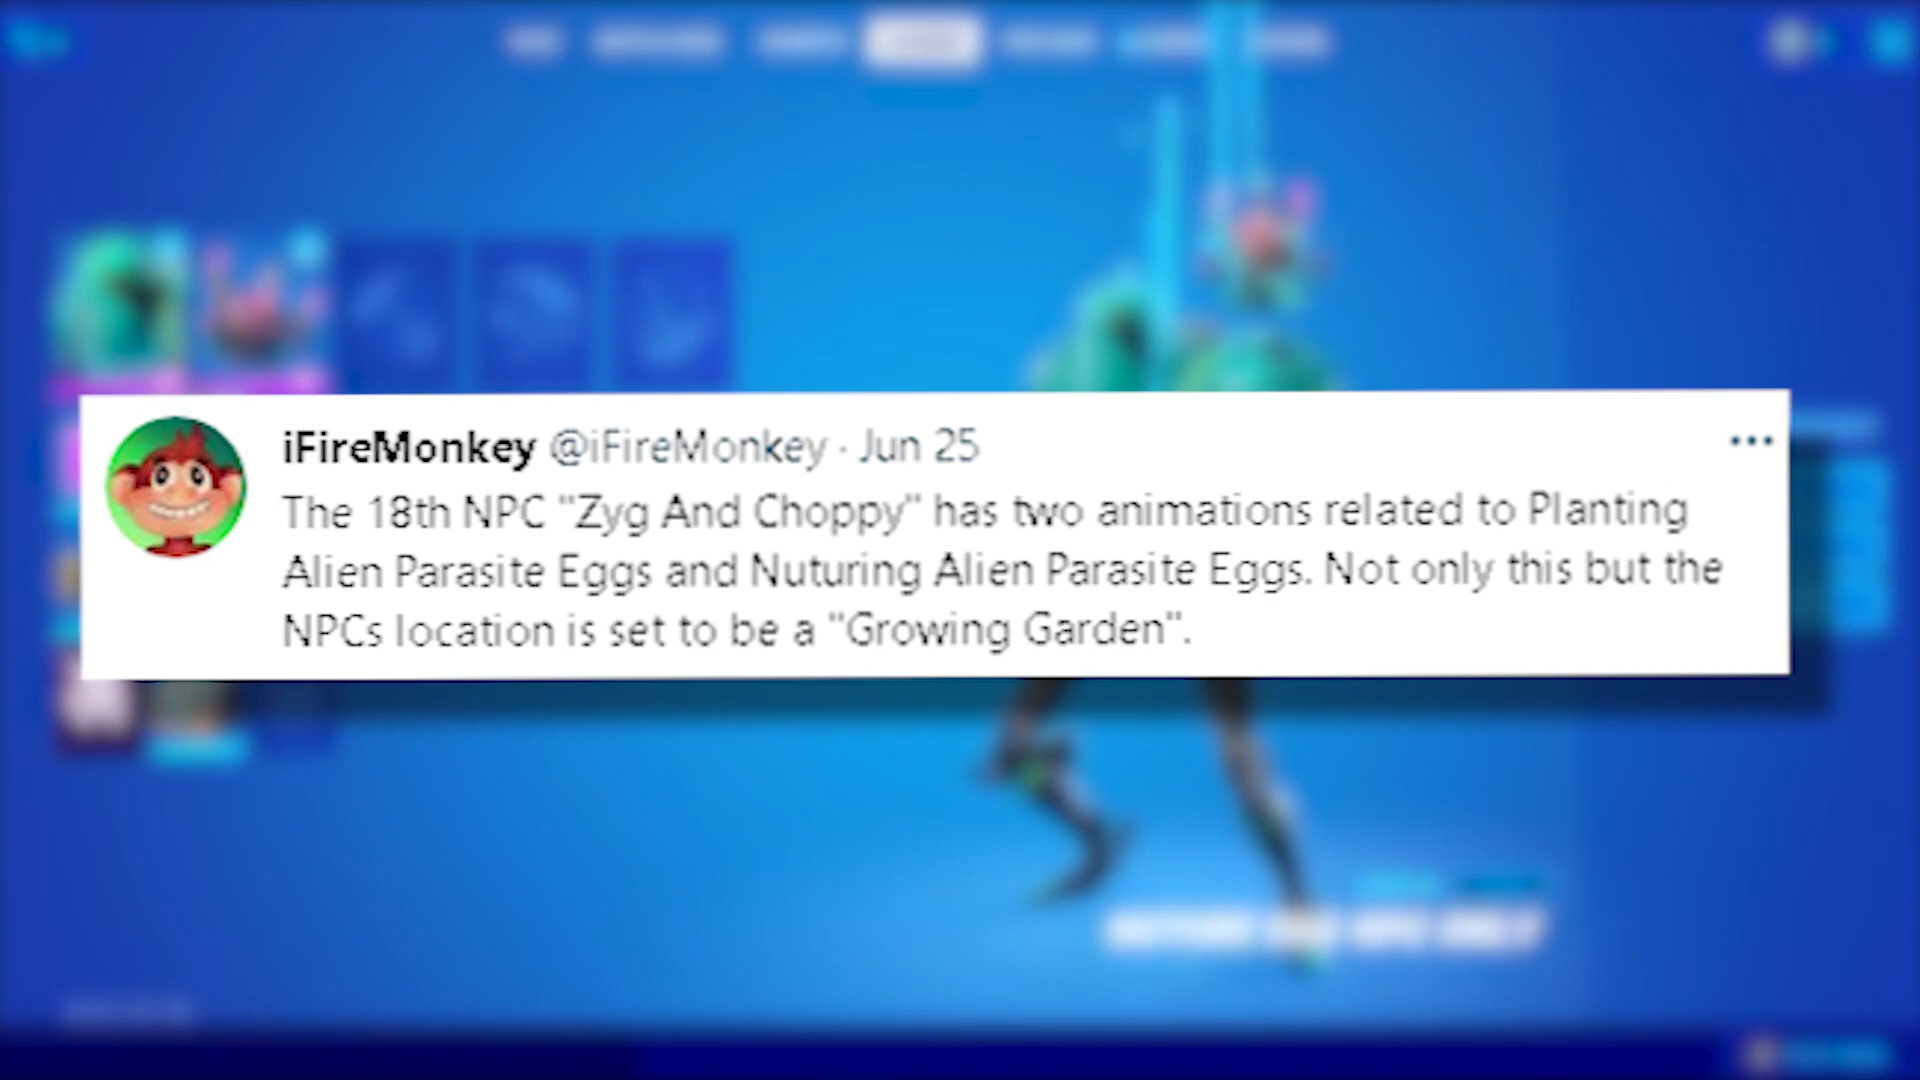 iFireMonkey @iFireMonkey · Jun 25
The 18th NPC "Zyg And Choppy" has two animations related to Planting
Alien Parasite Eggs and Nuturing Alien Parasite Eggs. Not only this but the
NPCs location is set to be a "Growing Garden".